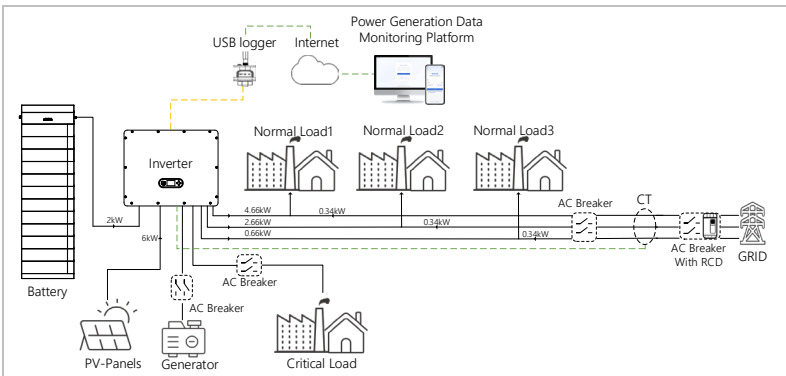 Power Generation Data
Monitoring Platform
USB logger
Internet
Normal Load1
Normal Load2
Normal Load3
Inverter
AC Breaker
CT
4.66kW
0.34kW
2kW
2.66kW
0.34kW
6kW
0.66kW
0.34kW
AC Breaker
With RCD
GRID
AC Breaker
Battery
AC Breaker
PV-Panels
Generator
Critical Load